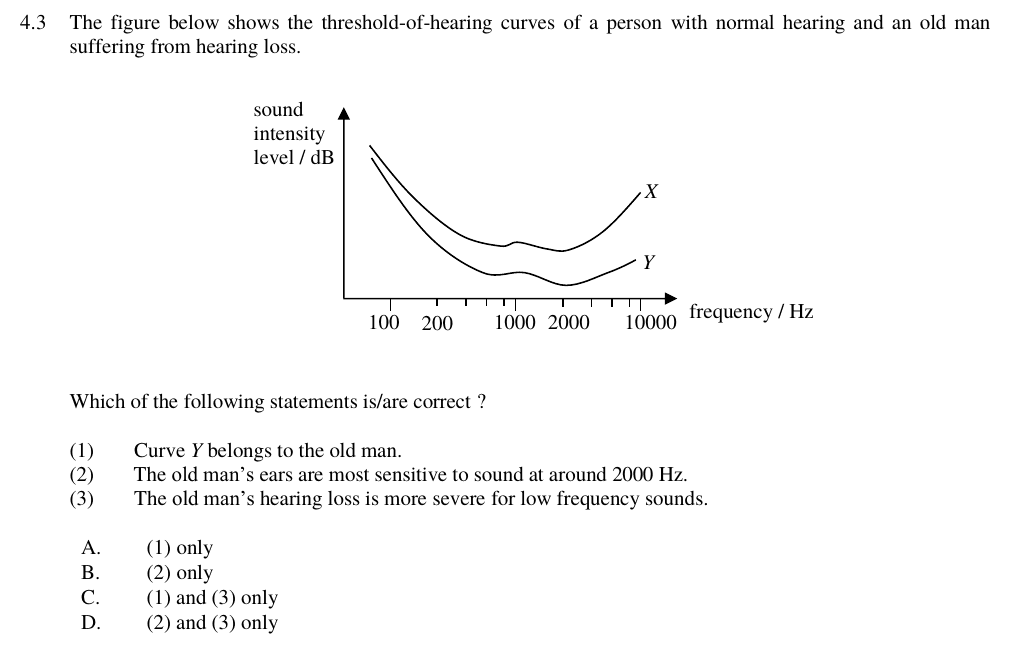 4.3 The figure below shows the threshold-of-hearing curves of a person with normal hearing and an old man
suffering from hearing loss.
sound
intensity
level / dB
X
Y
100 200 1000 2000 10000 frequency / Hz
Which of the following statements is/are correct ?
(1) Curve Y belongs to the old man.
(2) The old man's ears are most sensitive to sound at around 2000 Hz.
(3) The old man's hearing loss is more severe for low frequency sounds.
A. (1) only
B. (2) only
C. (1) and (3) only
D. (2) and (3) only